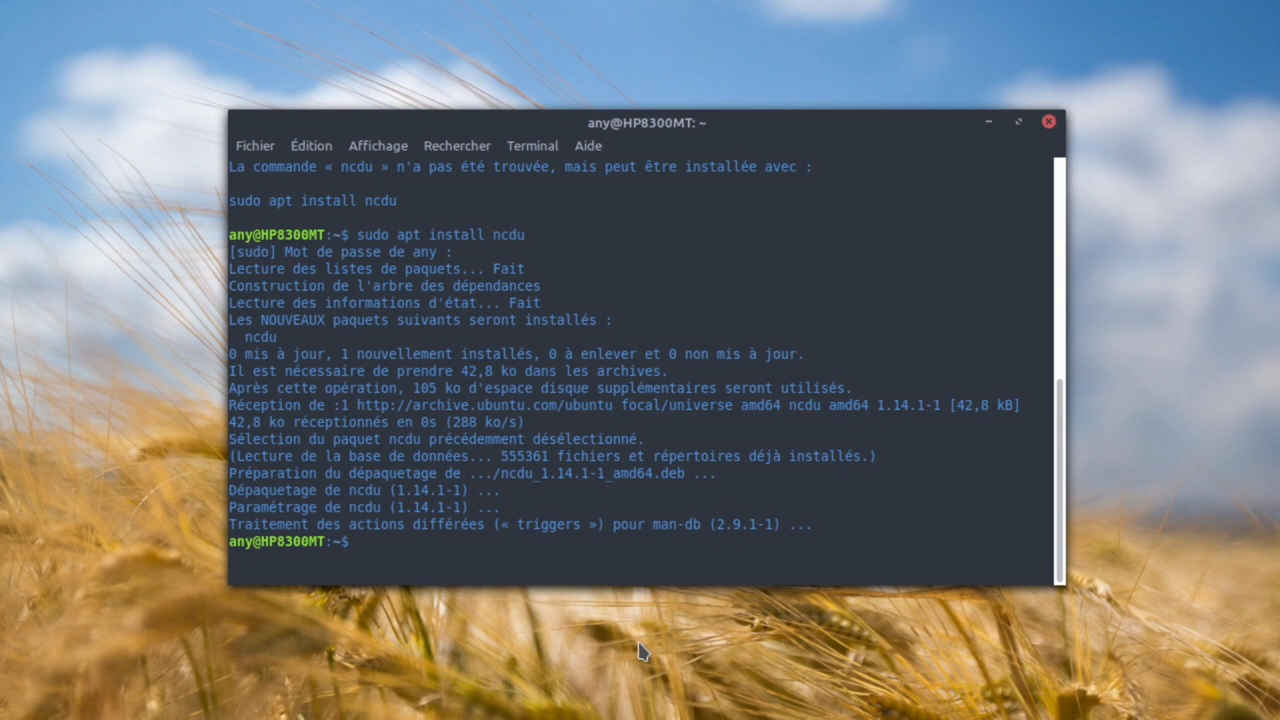 any@HP8300MT: ~
Fichier Édition Affichage Rechercher Terminal Aide
La commande « ncdu » n'a pas été trouvée, mais peut être installée avec :
sudo apt install ncdu
any@HP8300MT:~$ sudo apt install ncdu
[sudo] Mot de passe de any :
Lecture des listes de paquets... Fait
Construction de l'arbre des dépendances
Lecture des informations d'état... Fait
Les NOUVEAUX paquets suivants seront installés :
ncdu
0 mis à jour, 1 nouvellement installés, 0 à enlever et 0 non mis à jour.
Il est nécessaire de prendre 42,8 ko dans les archives.
Après cette opération, 105 ko d'espace disque supplémentaires seront utilisés.
Réception de :1 http://archive.ubuntu.com/ubuntu focal/universe amd64 ncdu amd64 1.14.1-1 [42,8 kB]
42,8 ko réceptionnés en 0s (288 ko/s)
Sélection du paquet ncdu précédemment désélectionné.
(Lecture de la base de données... 555361 fichiers et répertoires déjà installés.)
Préparation du dépaquetage de .../ncdu_1.14.1-1_amd64.deb ...
Dépaquetage de ncdu (1.14.1-1) ...
Paramétrage de ncdu (1.14.1-1) ...
Traitement des actions différées (« triggers ») pour man-db (2.9.1-1) ...
any@HP8300MT:~$